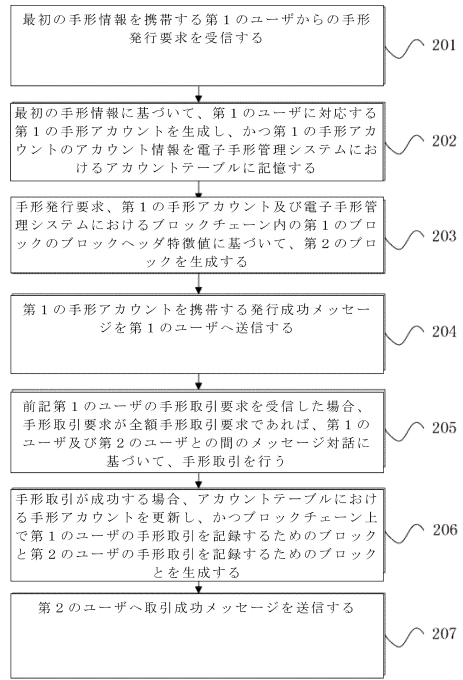 最初の手形情報を携帯する第1のユーザからの手形
発行要求を受信する
201
最初の手形情報に基づいて、第1のユーザに対応する
第1の手形アカウントを生成し、かつ第1の手形アカ
ウントのアカウント情報を電子手形管理システムにお
けるアカウントテーブルに記憶する
202
手形発行要求、第1の手形アカウント及び電子手形管
理システムにおけるブロックチェーン内の第1のブロ
ックのブロックヘッダ特徴値に基づいて、第2のブロ
ックを生成する
203
第1の手形アカウントを携帯する発行成功メッセー
ジを第1のユーザへ送信する
204
前記第1のユーザの手形取引要求を受信した場合、
手形取引要求が全額手形取引要求であれば、第1の
ユーザ及び第2のユーザとの間のメッセージ対話に
基づいて、手形取引を行う
205
手形取引が成功する場合、アカウントテーブルにおけ
る手形アカウントを更新し、かつブロックチェーン上
で第1のユーザの手形取引を記録するためのブロック
と第2のユーザの手形取引を記録するためのブロック
とを生成する
206
第2のユーザへ取引成功メッセージを送信する
207